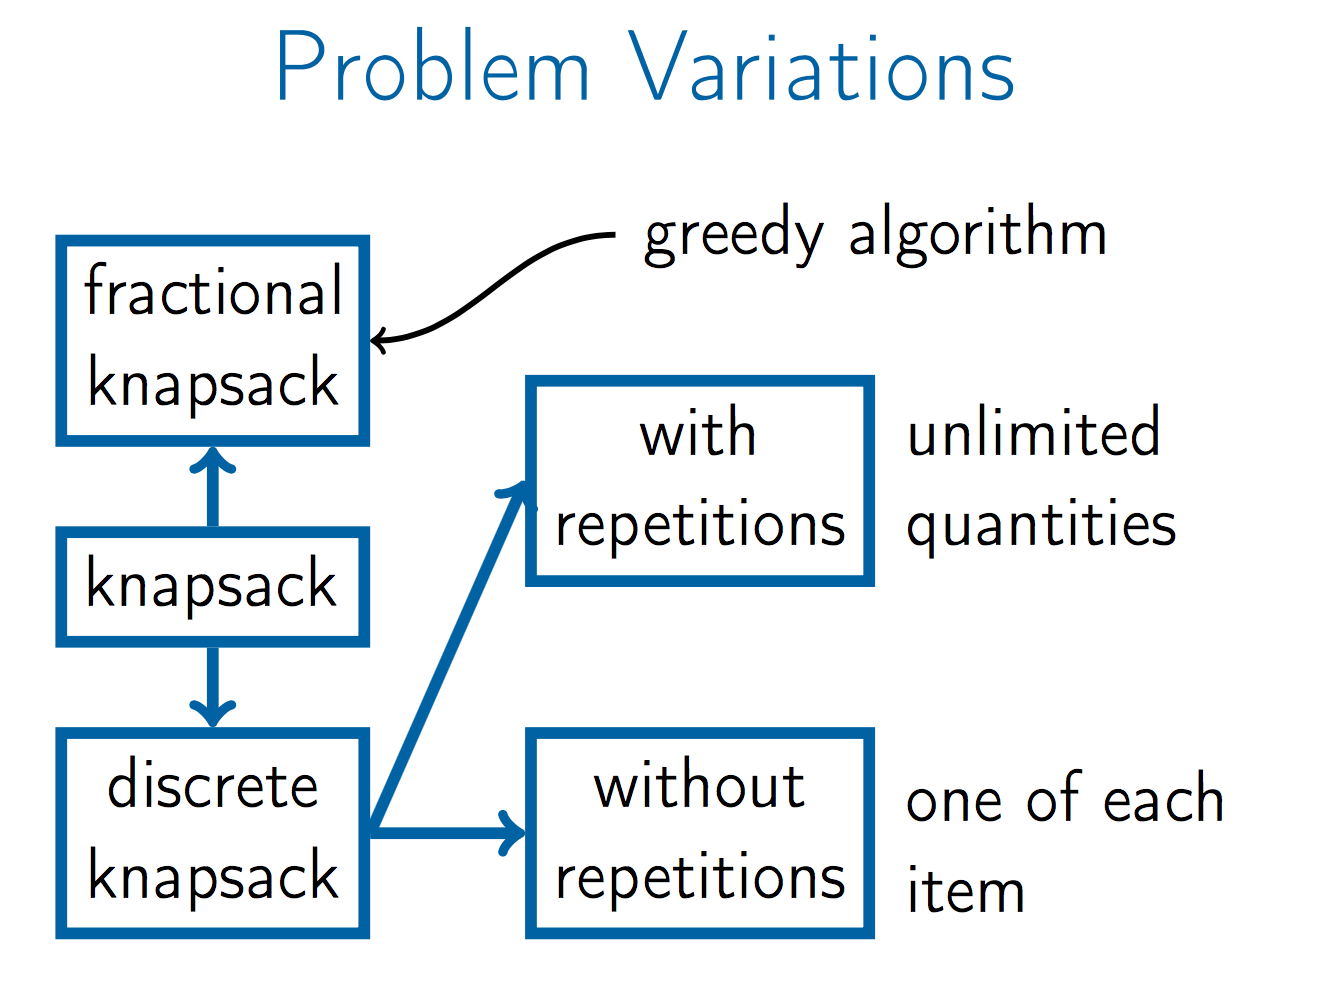 Problem Variations
greedy algorithm
fractional
knapsack
with
repetitions
unlimited
quantities
knapsack
discrete
knapsack
without
repetitions
one of each
item